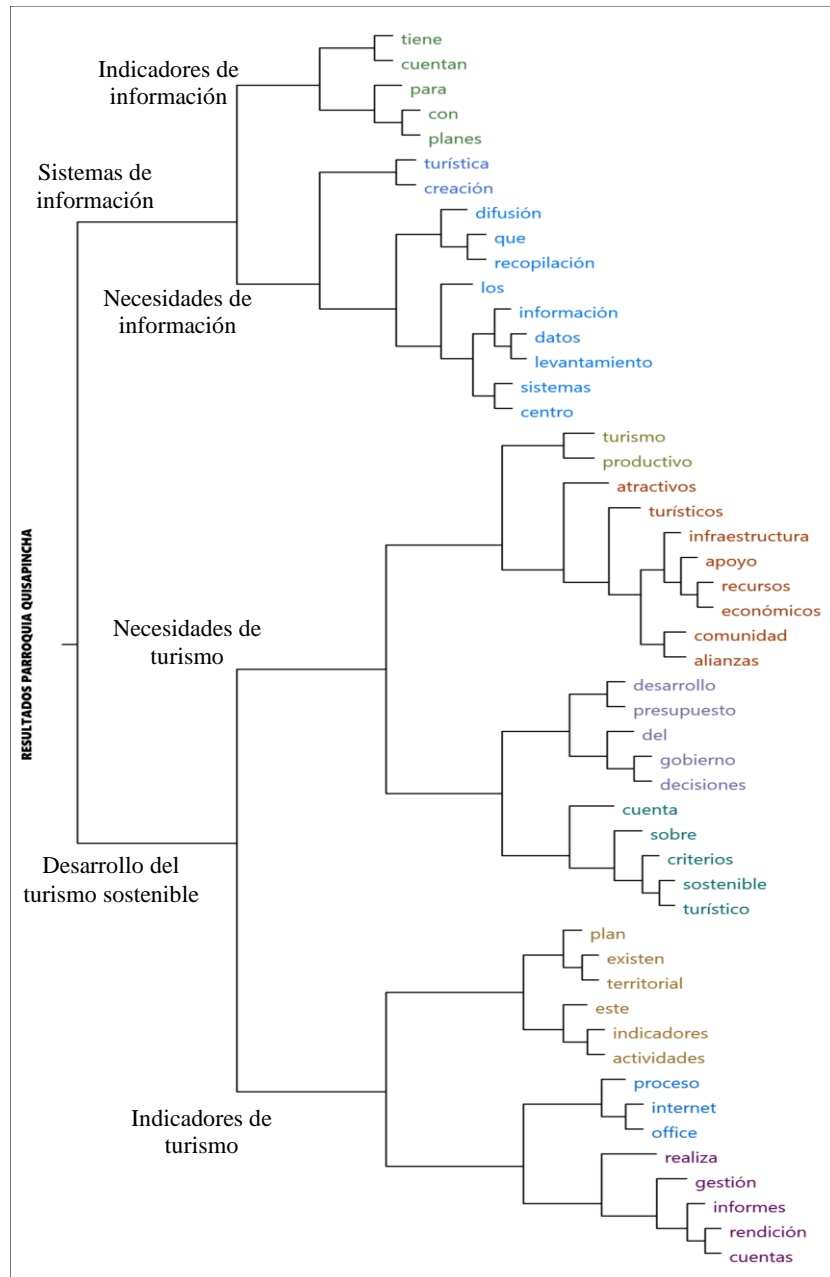 tiene
cuentan
Indicadores de
información
para
con
planes
Sistemas de
información
turística
creación
difusión
que
recopilación
Necesidades de
información
los
información
datos
levantamiento
sistemas
centro
turismo
productivo
atractivos
turísticos
infraestructura
apoyo
recursos
económicos
comunidad
alianzas
Necesidades de
turismo
RESULTADOS PARROQUIA QUISAPINCHA
desarrollo
presupuesto
del
gobierno
decisiones
cuenta
sobre
criterios
sostenible
turístico
Desarrollo del
turismo sostenible
plan
existen
territorial
este
indicadores
actividades
Indicadores de
turismo
proceso
internet
office
realiza
gestión
informes
rendición
cuentas